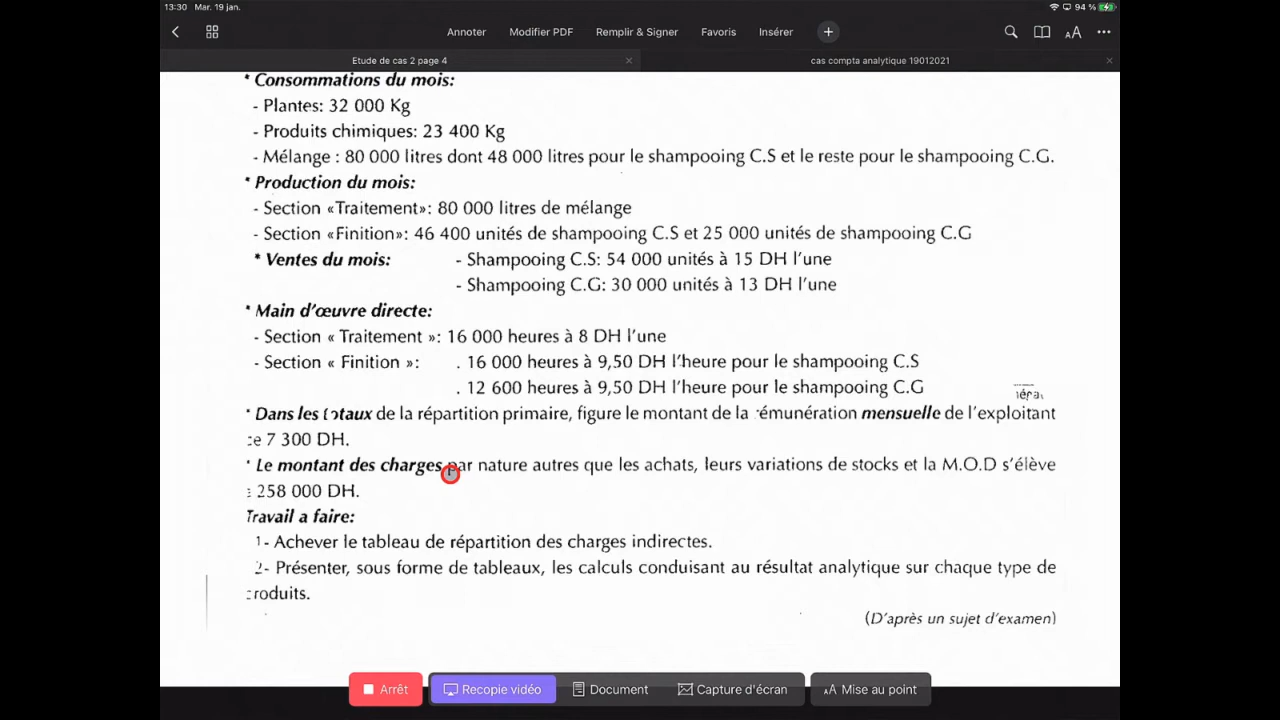 13:30 Mar. 19 jan.
94 %
Annoter Modifier PDF Remplir & Signer Favoris Insérer
AA
Etude de cas 2 page 4
cas compta analytique 19012021
* Consommations du mois:
- Plantes: 32 000 Kg
- Produits chimiques: 23 400 Kg
- Mélange : 80 000 litres dont 48 000 litres pour le shampooing C.S et le reste pour le shampooing C.G.
* Production du mois:
- Section «Traitement»: 80 000 litres de mélange
- Section «Finition»: 46 400 unités de shampooing C.S et 25 000 unités de shampooing C.G
* Ventes du mois: - Shampooing C.S: 54 000 unités à 15 DH l'une
- Shampooing C.G: 30 000 unités à 13 DH l'une
* Main d'œuvre directe:
- Section « Traitement »: 16 000 heures à 8 DH l'une
- Section « Finition »: . 16 000 heures à 9,50 DH l'heure pour le shampooing C.S
. 12 600 heures à 9,50 DH l'heure pour le shampooing C.G
* Dans les totaux de la répartition primaire, figure le montant de la rémunération mensuelle de l'exploitant
de 7 300 DH.
* Le montant des charges par nature autres que les achats, leurs variations de stocks et la M.O.D s'élève
258 000 DH.
Travail a faire:
1- Achever le tableau de répartition des charges indirectes.
2- Présenter, sous forme de tableaux, les calculs conduisant au résultat analytique sur chaque type de
produits.
(D'après un sujet d'examen)
Arrêt Recopie vidéo Document Capture d'écran AA Mise au point